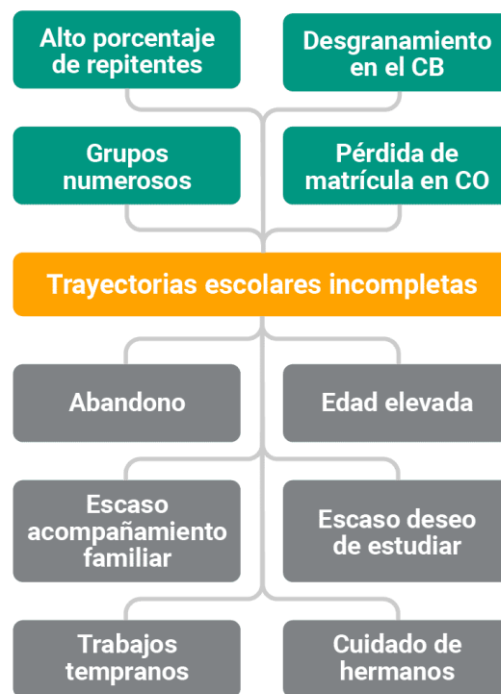 Alto porcentaje
de repitentes
Desgranamiento
en el CB
Grupos
numerosos
Pérdida de
matrícula en CO
Trayectorias escolares incompletas
Abandono
Edad elevada
Escaso
acompañamiento
familiar
Escaso deseo
de estudiar
Trabajos
tempranos
Cuidado de
hermanos